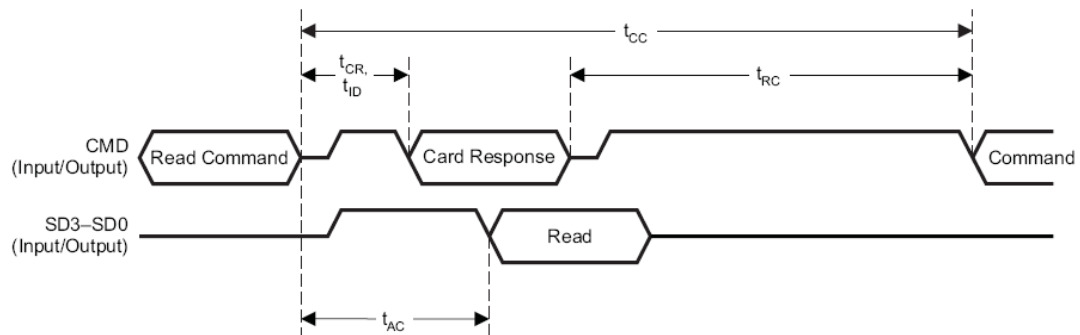 tCC
tCR,
tID
tRC
CMD
(Input/Output)
Read Command
Card Response
Command
SD3–SD0
(Input/Output)
Read
tAC